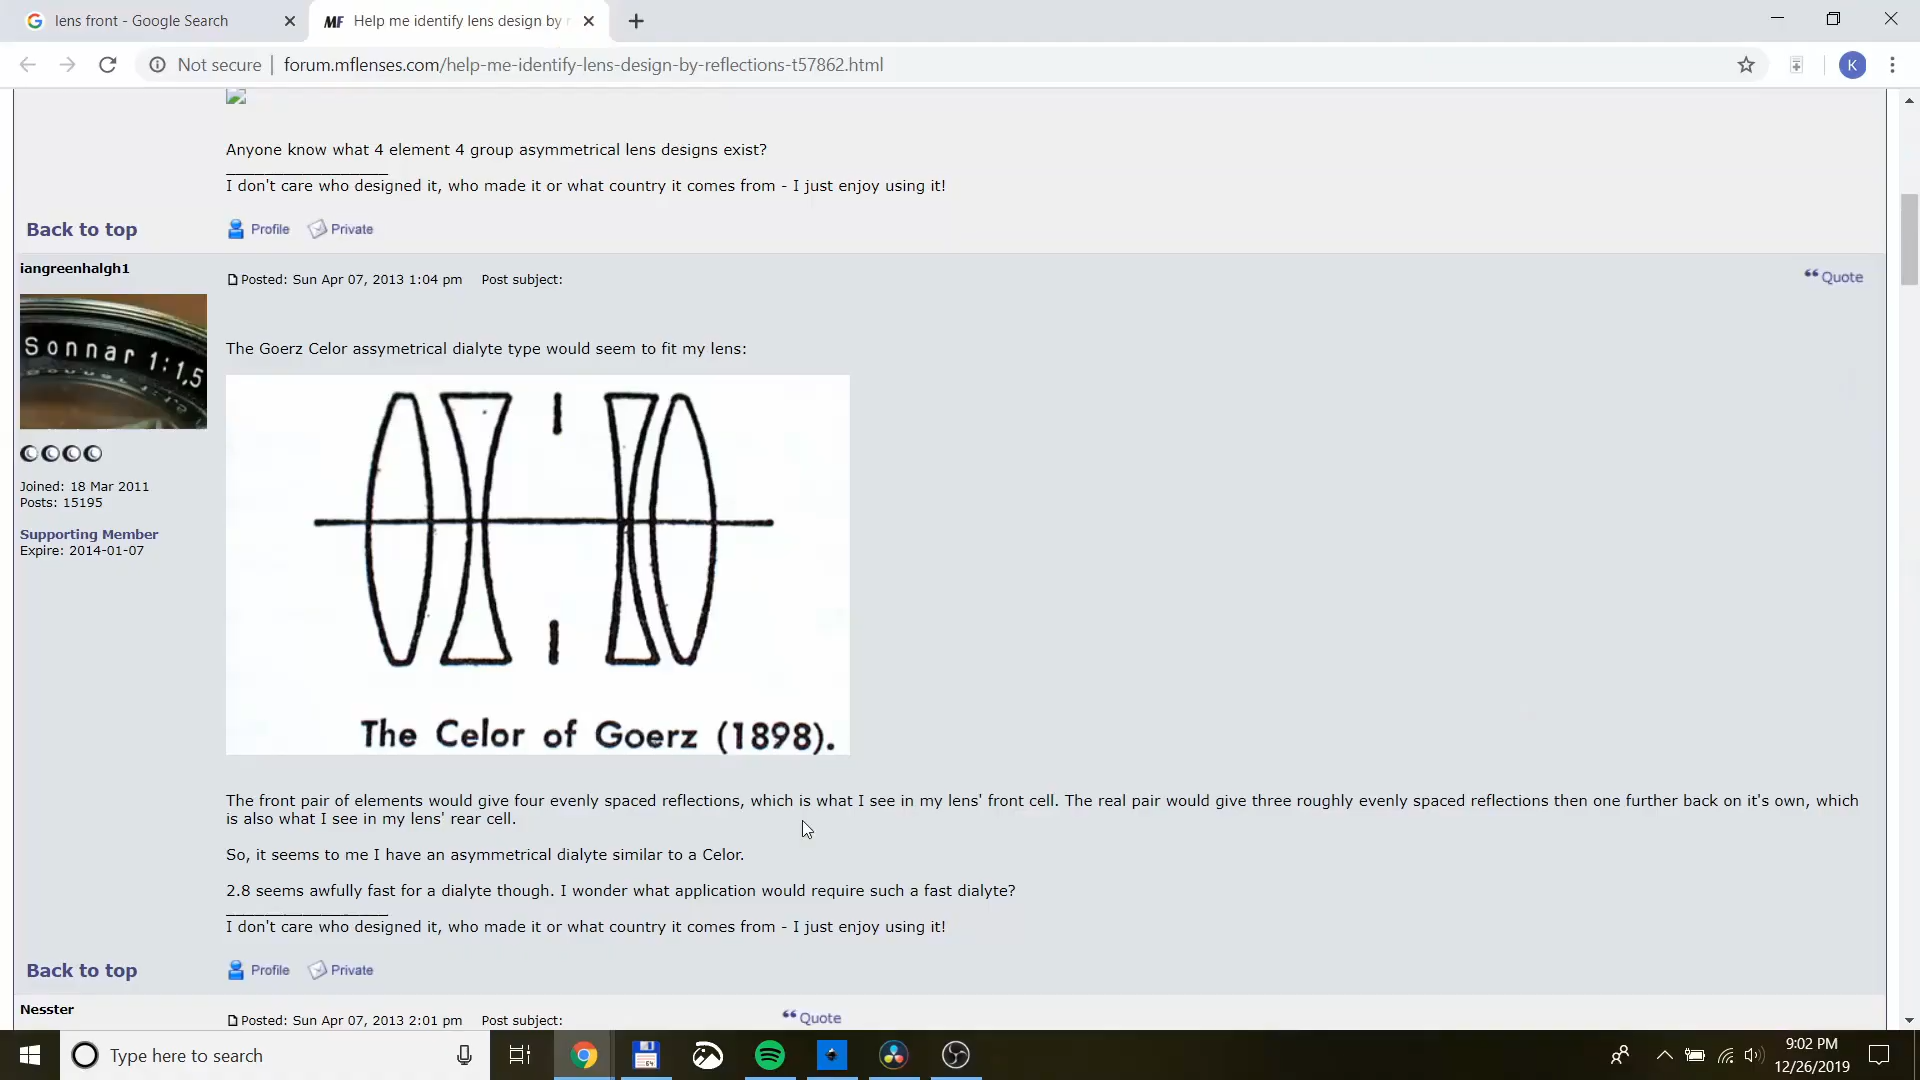 lens front - Google Search
MF Help me identify lens design by r
Not secure | forum.mflenses.com/help-me-identify-lens-design-by-reflections-t57862.html
K
Anyone know what 4 element 4 group asymmetrical lens designs exist?
_________________
I don't care who designed it, who made it or what country it comes from - I just enjoy using it!
Back to top
Profile Private
iangreenhalgh1
Posted: Sun Apr 07, 2013 1:04 pm Post subject:
Quote
Sonnar 1:1,5
The Goerz Celor assymetrical dialyte type would seem to fit my lens:
Joined: 18 Mar 2011
Posts: 15195
Supporting Member
Expire: 2014-01-07
The Celor of Goerz (1898).
The front pair of elements would give four evenly spaced reflections, which is what I see in my lens' front cell. The real pair would give three roughly evenly spaced reflections then one further back on it's own, which
is also what I see in my lens' rear cell.
So, it seems to me I have an asymmetrical dialyte similar to a Celor.
2.8 seems awfully fast for a dialyte though. I wonder what application would require such a fast dialyte?
_________________
I don't care who designed it, who made it or what country it comes from - I just enjoy using it!
Back to top
Profile Private
Nesster
Posted: Sun Apr 07, 2013 2:01 pm Post subject:
Quote
Type here to search
64
9:02 PM
12/26/2019